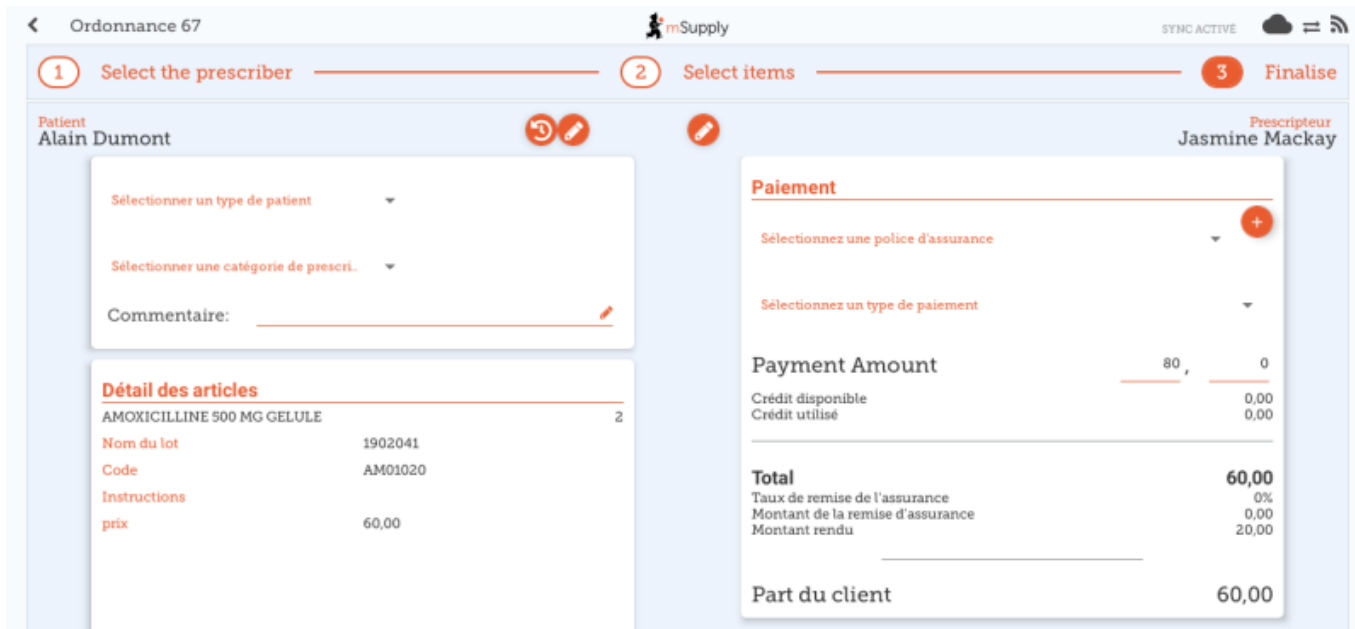 Ordonnance 67
mSupply
SYNC ACTIVÉ
1 Select the prescriber
2 Select items
3 Finalise
Patient
Alain Dumont
Prescripteur
Jasmine Mackay
Sélectionner un type de patient
Sélectionner une catégorie de prescri..
Commentaire:
Détail des articles
AMOXICILLINE 500 MG GELULE 2
Nom du lot 1902041
Code AM01020
Instructions
prix 60,00
Paiement
+
Sélectionnez une police d'assurance
Sélectionnez un type de paiement
Payment Amount 80 , 0
Crédit disponible 0,00
Crédit utilisé 0,00
Total 60,00
Taux de remise de l'assurance 0%
Montant de la remise d'assurance 0,00
Montant rendu 20,00
Part du client 60,00